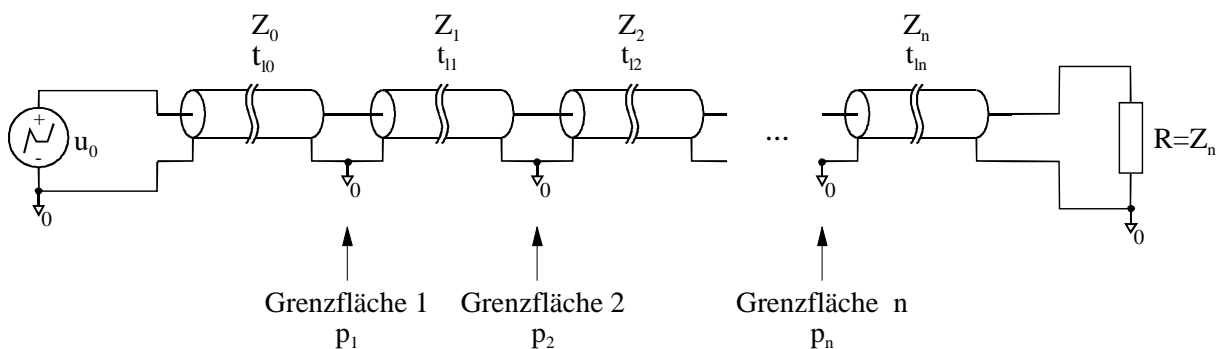 Z0 Z1 Z2 Zn
tl0 tl1 tl2 tln
+
-
u0
...
R=Zn
0 0 0 0 0
Grenzfläche 1 Grenzfläche 2 Grenzfläche n
p1 p2 pn